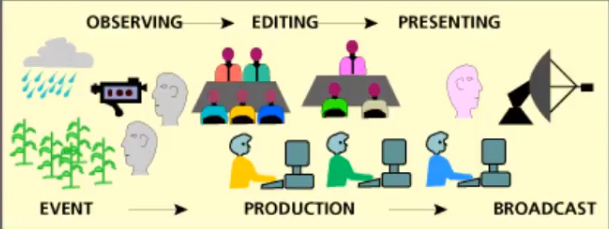 OBSERVING EDITING PRESENTING
EVENT PRODUCTION BROADCAST